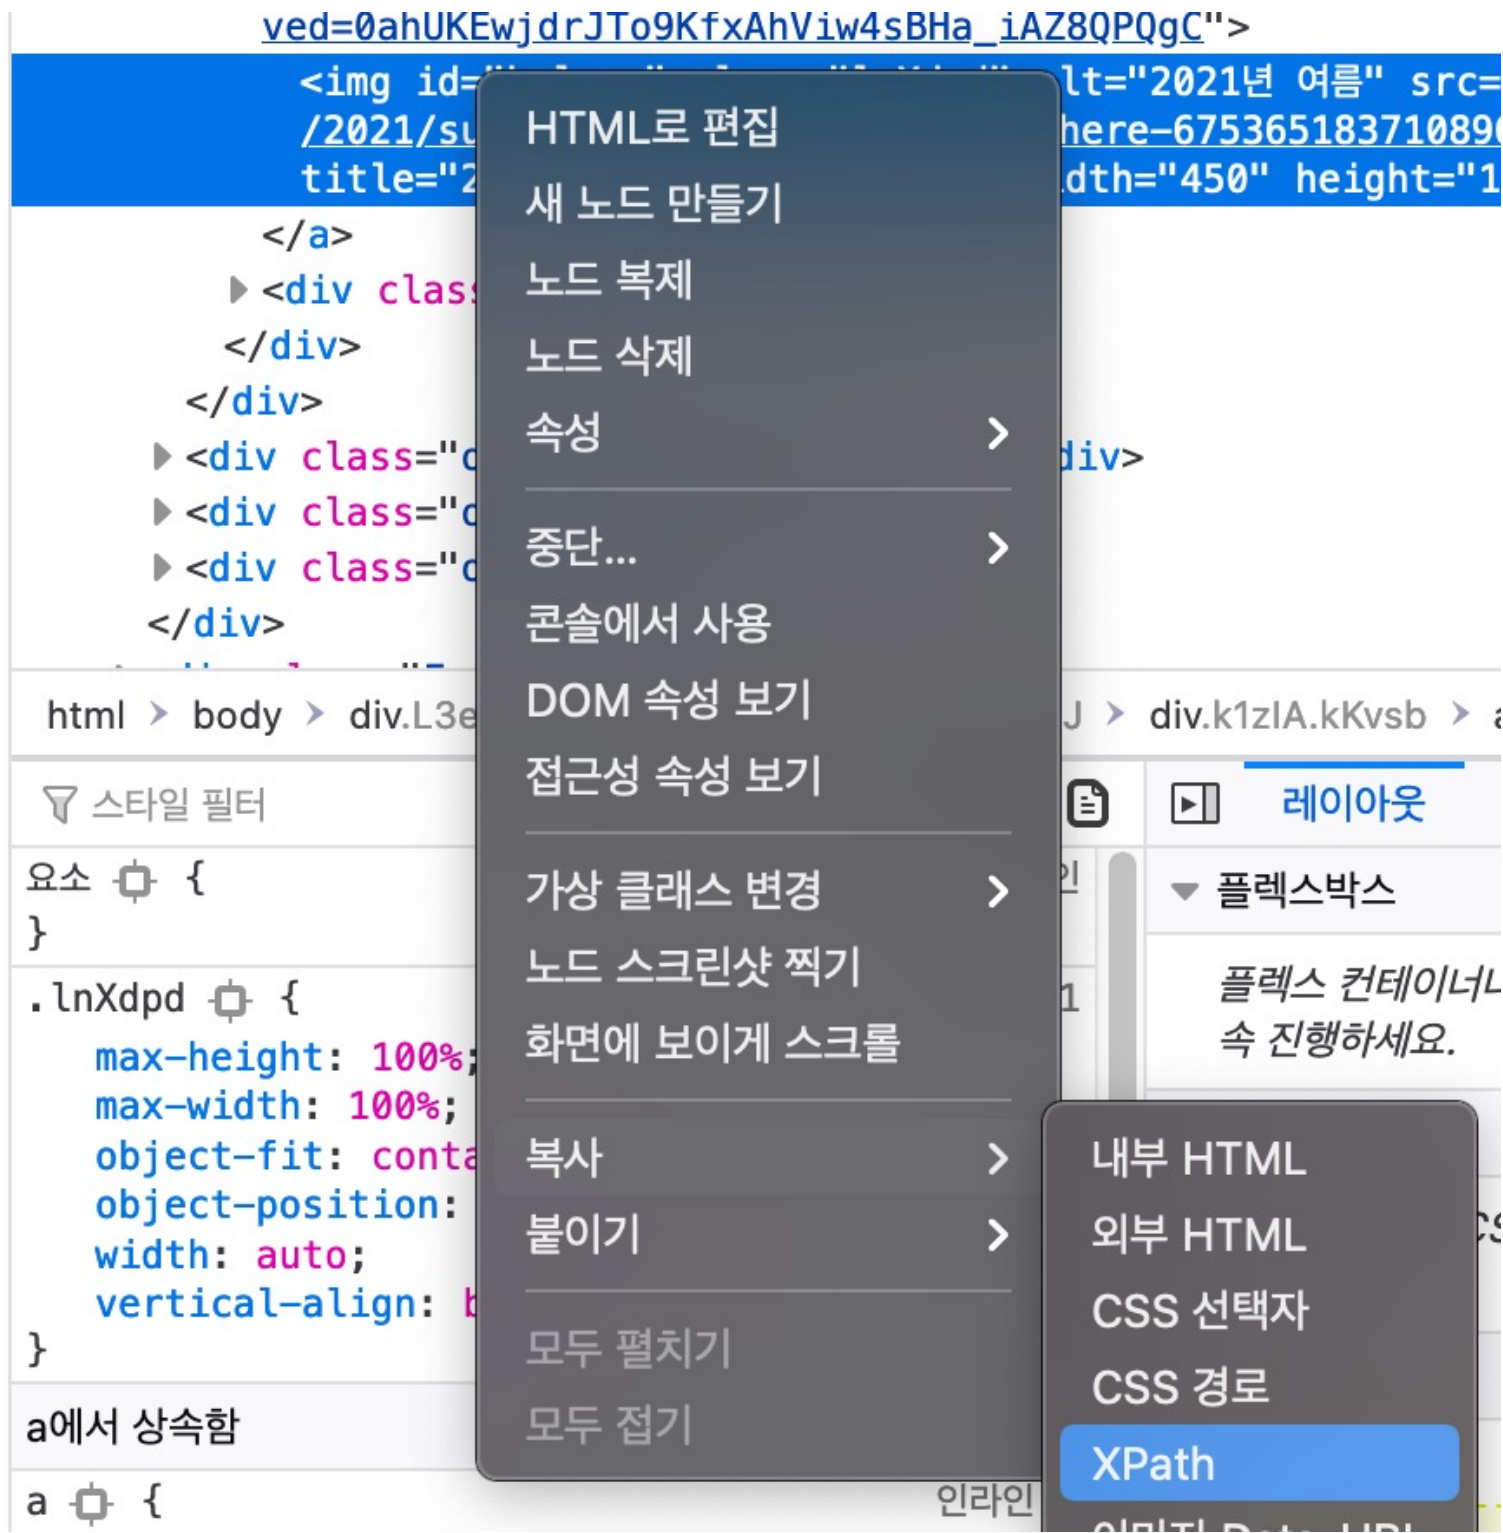 ved=0ahUKEwjdrJTo9KfxAhViw4sBHa_iAZ8QPQgC">
<img id= lt="2021년 여름" src=
/2021/su here-67536518371089
title="2 dth="450" height="1
</a>
<div clas
</div>
</div>
<div class="c div>
<div class="c
<div class="c
</div>
html > body > div.L3e J > div.k1zIA.kKvsb >
스타일 필터
레이아웃
요소 {
}
플렉스박스
.lnXdpd {
1
max-height: 100%;
max-width: 100%;
object-fit: conta
object-position:
width: auto;
vertical-align: b
}
플렉스 컨테이너나
속 진행하세요.
a에서 상속함
a {
인라인
HTML로 편집
새 노드 만들기
노드 복제
노드 삭제
속성
중단...
콘솔에서 사용
DOM 속성 보기
접근성 속성 보기
가상 클래스 변경
노드 스크린샷 찍기
화면에 보이게 스크롤
복사
붙이기
모두 펼치기
모두 접기
내부 HTML
외부 HTML
CSS 선택자
CSS 경로
XPath